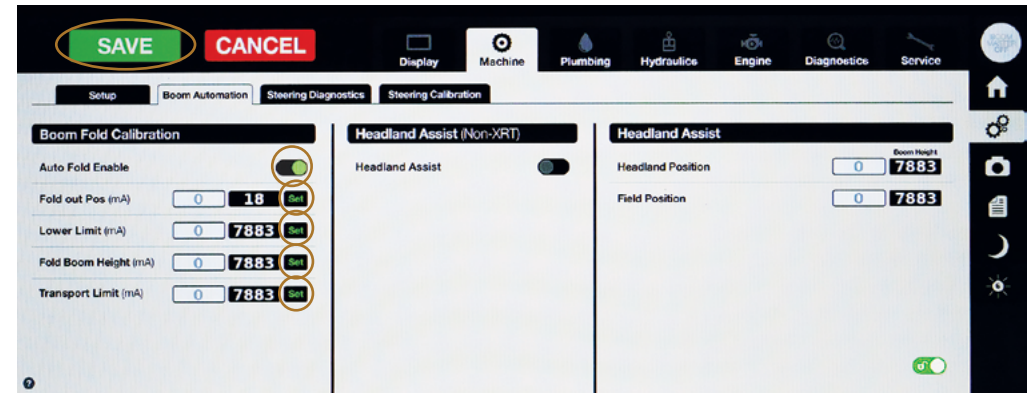 SAVE
CANCEL
Display
Machine
Plumbing
Hydraulics
Engine
Diagnostics
Service
BOOM MASTER OFF
Setup
Boom Automation
Steering Diagnostics
Steering Calibration
Boom Fold Calibration
Auto Fold Enable
Fold out Pos (mA) 0 18 Set
Lower Limit (mA) 0 7883 Set
Fold Boom Height (mA) 0 7883 Set
Transport Limit (mA) 0 7883 Set
Headland Assist (Non-XRT)
Headland Assist
Headland Assist
Boom Height
Headland Position 0 7883
Field Position 0 7883
?